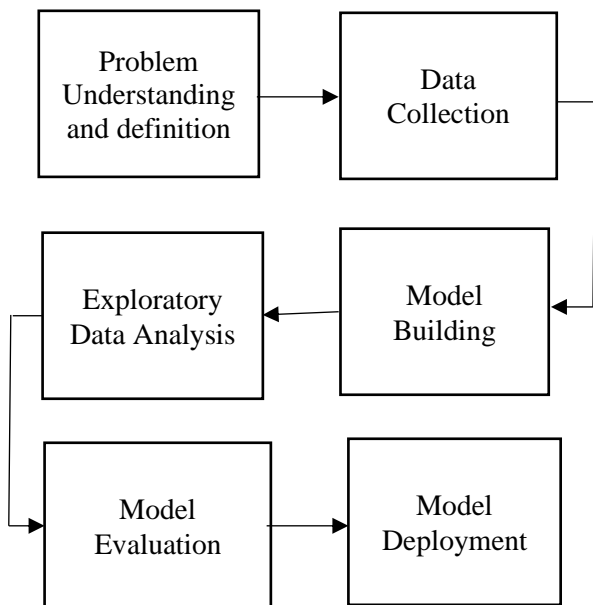 Problem
Understanding
and definition
Data
Collection
Exploratory
Data Analysis
Model
Building
Model
Evaluation
Model
Deployment